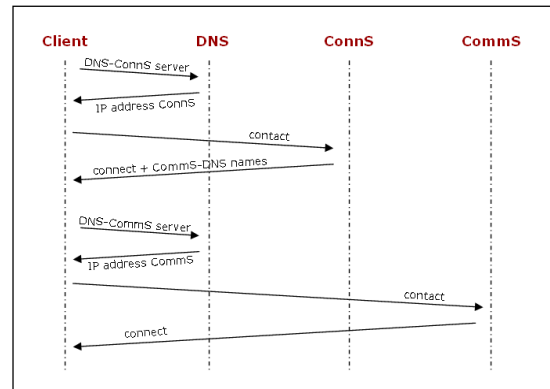 Client DNS ConnS CommS
DNS-ConnS server
IP address ConnS
contact
connect + CommS-DNS names
DNS-CommS server
IP address CommS
contact
connect